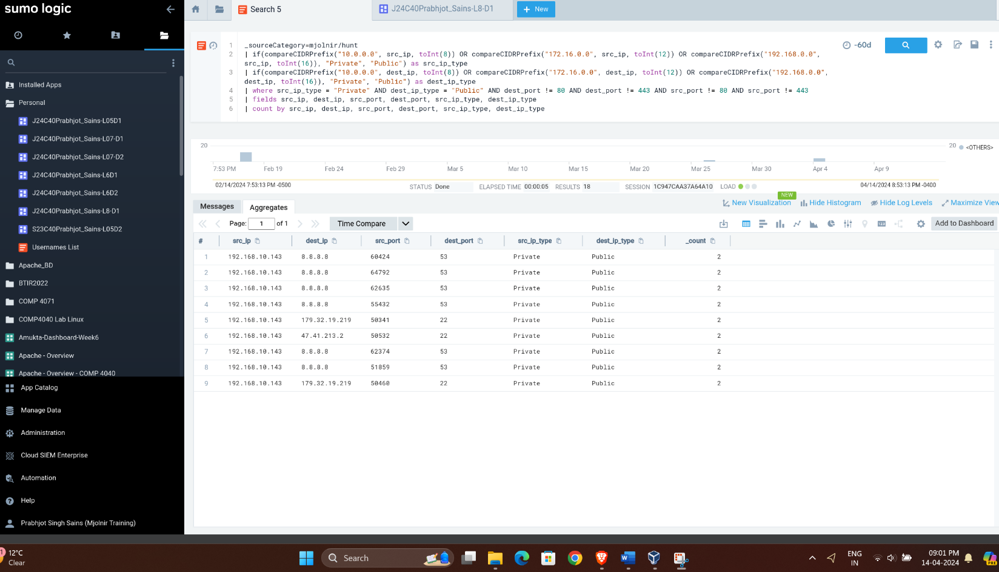 sumo logic
Search 5
J24C40Prabhjot_Sains-L8-D1
+ New
Installed Apps
Personal
J24C40Prabhjot_Sains-L05D1
J24C40Prabhjot_Sains-L07-D1
J24C40Prabhjot_Sains-L07-D2
J24C40Prabhjot_Sains-L6D1
J24C40Prabhjot_Sains-L6D2
J24C40Prabhjot_Sains-L8-D1
S23C40Prabhjot_Sains-L05D2
Usernames List
Apache_BD
BTIR2022
COMP 4071
COMP4040 Lab Linux
Amukta-Dashboard-Week6
Apache - Overview
Apache - Overview - COMP 4040
App Catalog
Manage Data
Administration
Cloud SIEM Enterprise
Automation
Help
Prabhjot Singh Sains (Mjolnir Training)
1 _sourceCategory=mjolnir/hunt
2 | if(compareCIDRPrefix("10.0.0.0", src_ip, toInt(8)) OR compareCIDRPrefix("172.16.0.0", src_ip, toInt(12)) OR compareCIDRPrefix("192.168.0.0",
src_ip, toInt(16)), "Private", "Public") as src_ip_type
3 | if(compareCIDRPrefix("10.0.0.0", dest_ip, toInt(8)) OR compareCIDRPrefix("172.16.0.0", dest_ip, toInt(12)) OR compareCIDRPrefix("192.168.0.0",
dest_ip, toInt(16)), "Private", "Public") as dest_ip_type
4 | where src_ip_type = "Private" AND dest_ip_type = "Public" AND dest_port != 80 AND dest_port != 443 AND src_port != 80 AND src_port != 443
5 | fields src_ip, dest_ip, src_port, dest_port, src_ip_type, dest_ip_type
6 | count by src_ip, dest_ip, src_port, dest_port, src_ip_type, dest_ip_type
-60d
20 20 <OTHERS>
7:53 PM Feb 19 Feb 24 Feb 29 Mar 5 Mar 10 Mar 15 Mar 20 Mar 25 Mar 30 Apr 4 Apr 9
02/14/2024 7:53:13 PM -0500 STATUS Done ELAPSED TIME 00:00:05 RESULTS 18 SESSION 1C947CAA37A64A10 LOAD 04/14/2024 8:53:13 PM -0400
NEW
Messages Aggregates New Visualization Hide Histogram Hide Log Levels Maximize View
Page: 1 of 1 Time Compare Add to Dashboard
# src_ip dest_ip src_port dest_port src_ip_type dest_ip_type _count
1 192.168.10.143 8.8.8.8 60424 53 Private Public 2
2 192.168.10.143 8.8.8.8 64792 53 Private Public 2
3 192.168.10.143 8.8.8.8 62635 53 Private Public 2
4 192.168.10.143 8.8.8.8 55432 53 Private Public 2
5 192.168.10.143 179.32.19.219 50341 22 Private Public 2
6 192.168.10.143 47.41.213.2 50532 22 Private Public 2
7 192.168.10.143 8.8.8.8 62374 53 Private Public 2
8 192.168.10.143 8.8.8.8 51859 53 Private Public 2
9 192.168.10.143 179.32.19.219 50460 22 Private Public 2
1 12°C
Clear
Search
ENG
IN
09:01 PM
14-04-2024
PRE